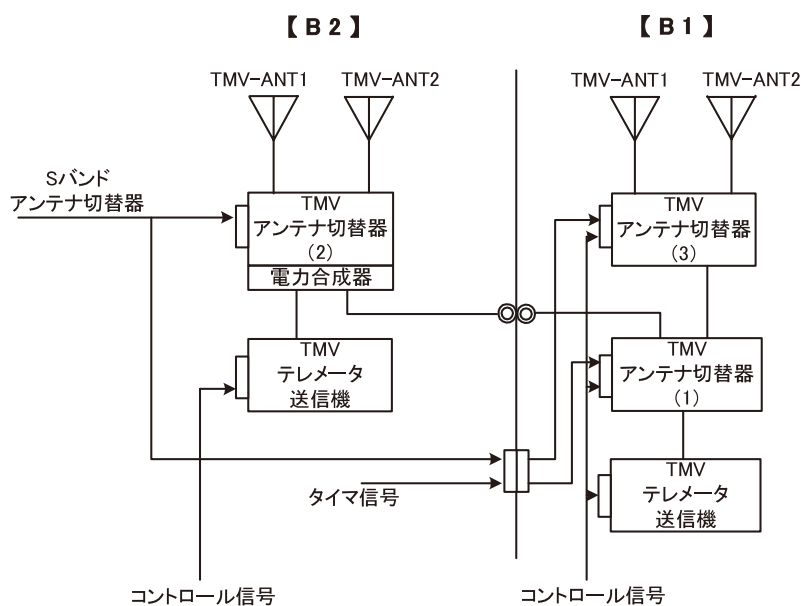 【B2】
【B1】
TMV-ANT1
TMV-ANT2
TMV-ANT1
TMV-ANT2
Sバンド
アンテナ切替器
TMV
アンテナ切替器
(2)
電力合成器
TMV
アンテナ切替器
(3)
TMV
テレメータ
送信機
TMV
アンテナ切替器
(1)
タイマ信号
TMV
テレメータ
送信機
コントロール信号
コントロール信号